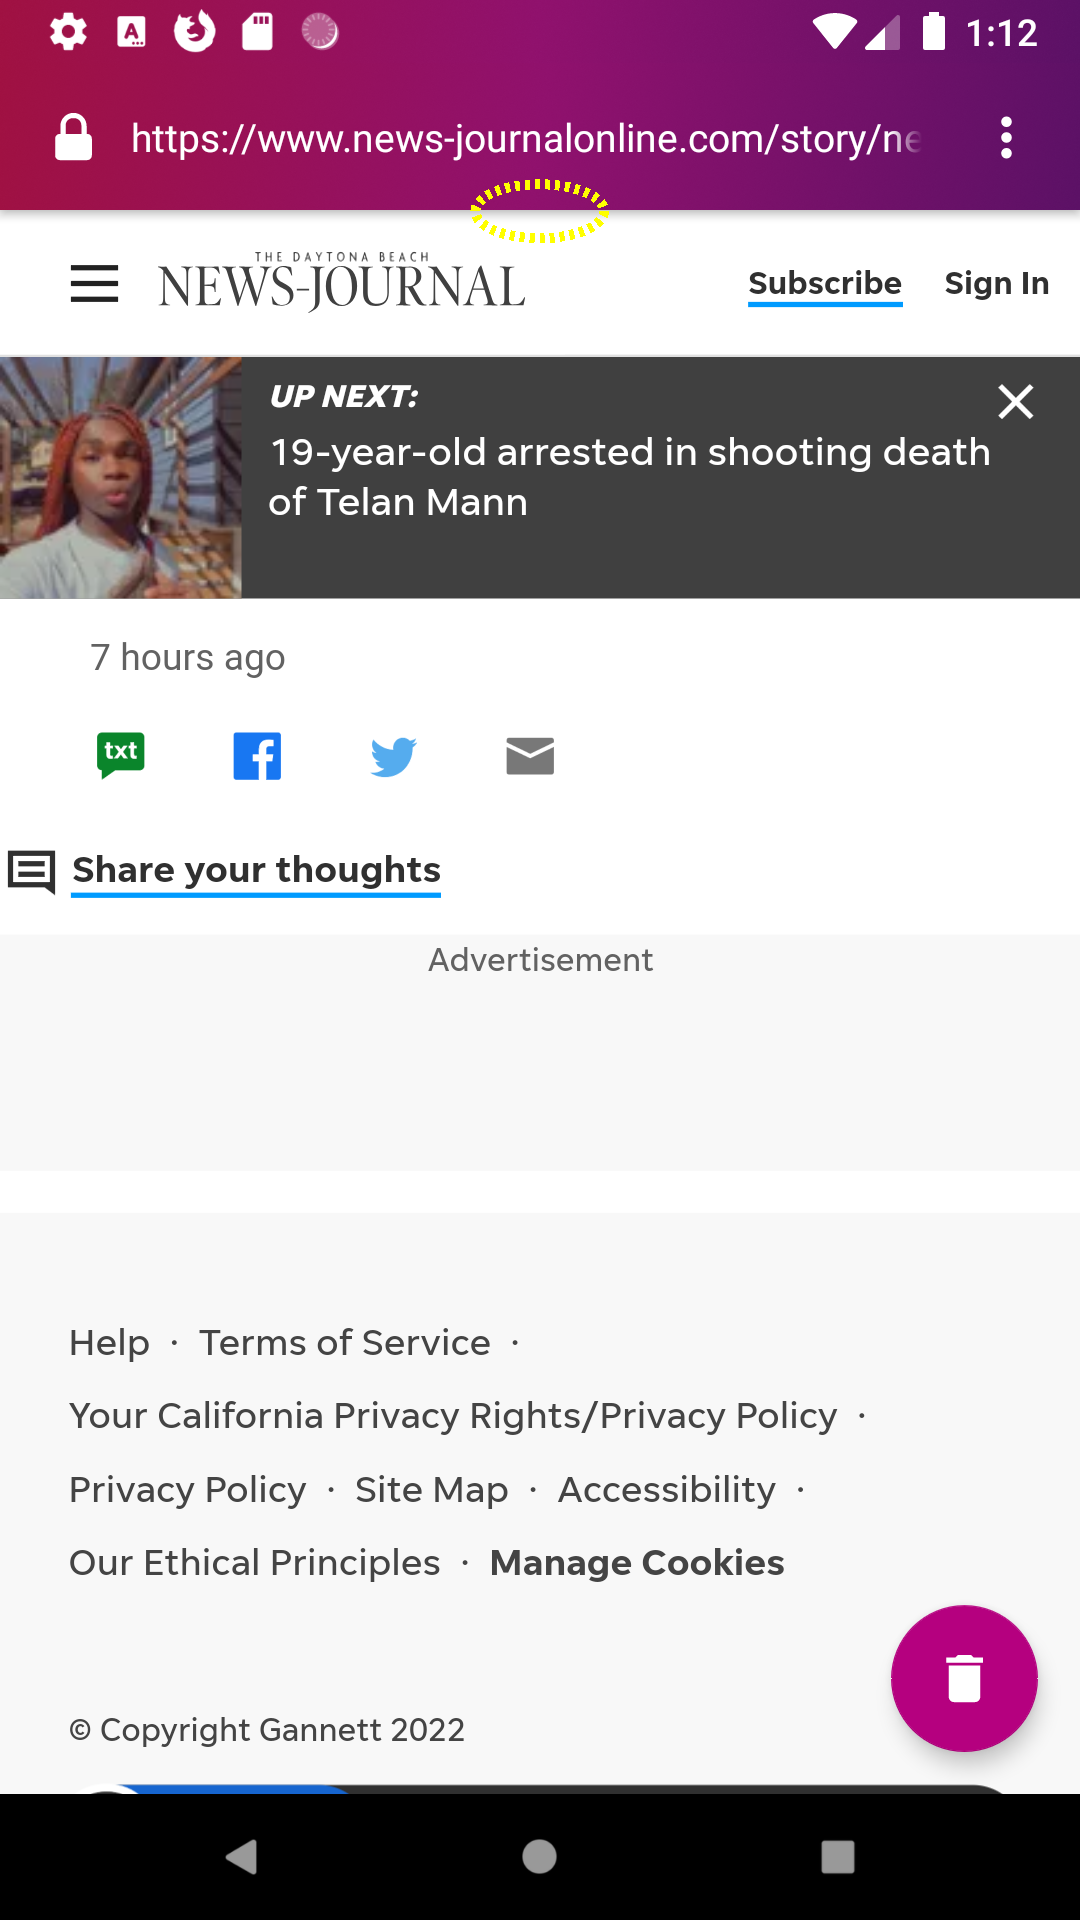 1:12
https://www.news-journalonline.com/story/ne
THE DAYTONA BEACH
NEWS-JOURNAL
Subscribe
Sign In
UP NEXT:
19-year-old arrested in shooting death
of Telan Mann
7 hours ago
txt
Share your thoughts
Advertisement
Help · Terms of Service ·
Your California Privacy Rights/Privacy Policy ·
Privacy Policy · Site Map · Accessibility ·
Our Ethical Principles · Manage Cookies
© Copyright Gannett 2022